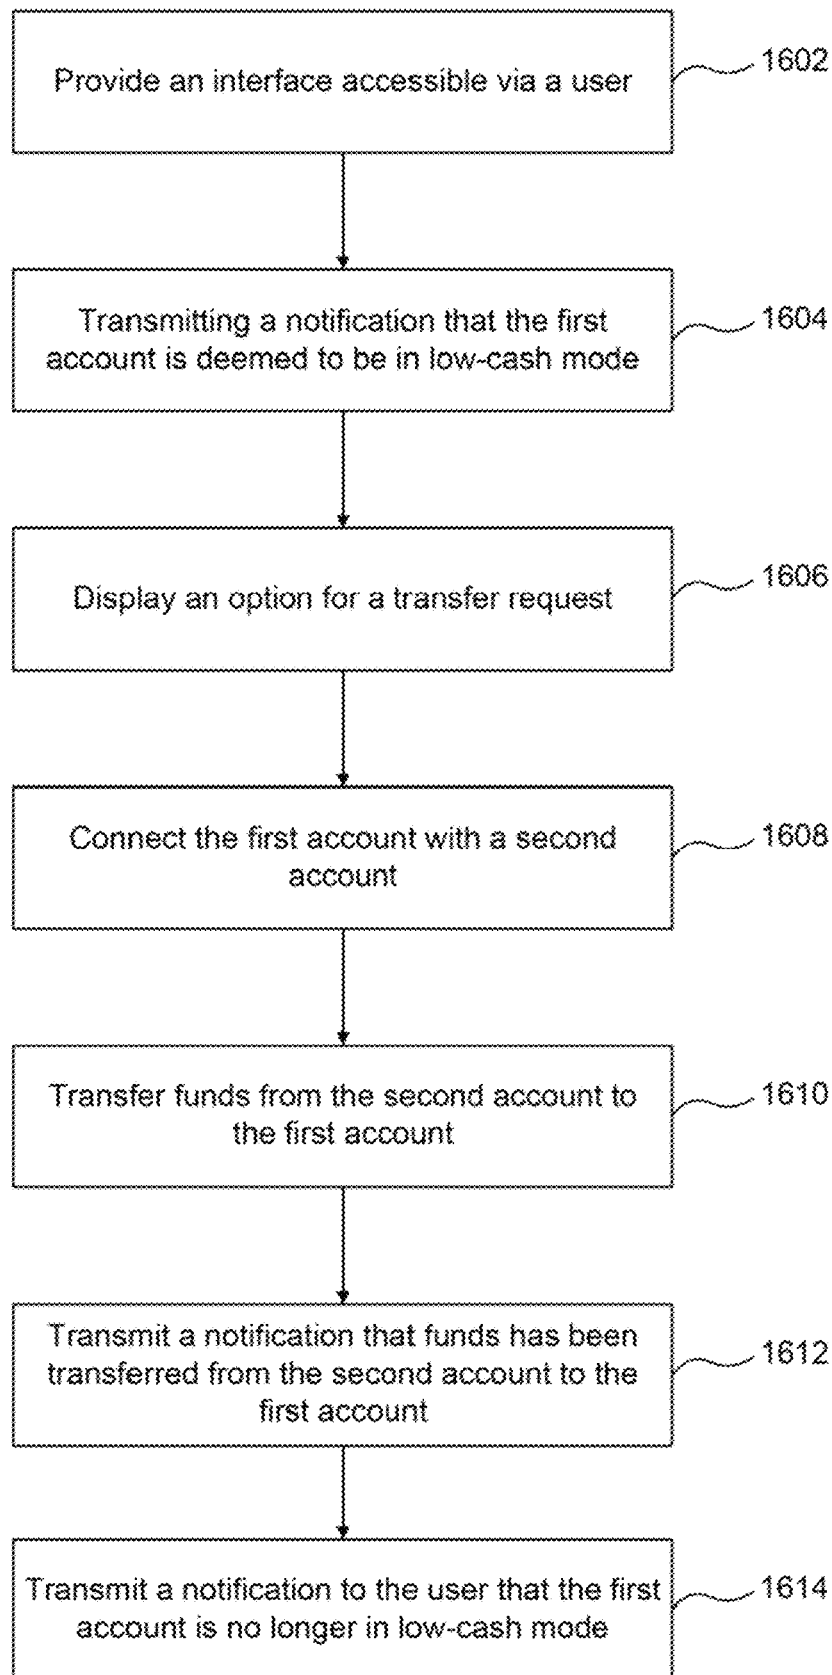 Provide an interface accessible via a user
1602
Transmitting a notification that the first
account is deemed to be in low-cash mode
1604
Display an option for a transfer request
1606
Connect the first account with a second
account
1608
Transfer funds from the second account to
the first account
1610
Transmit a notification that funds has been
transferred from the second account to the
first account
1612
Transmit a notification to the user that the first
account is no longer in low-cash mode
1614